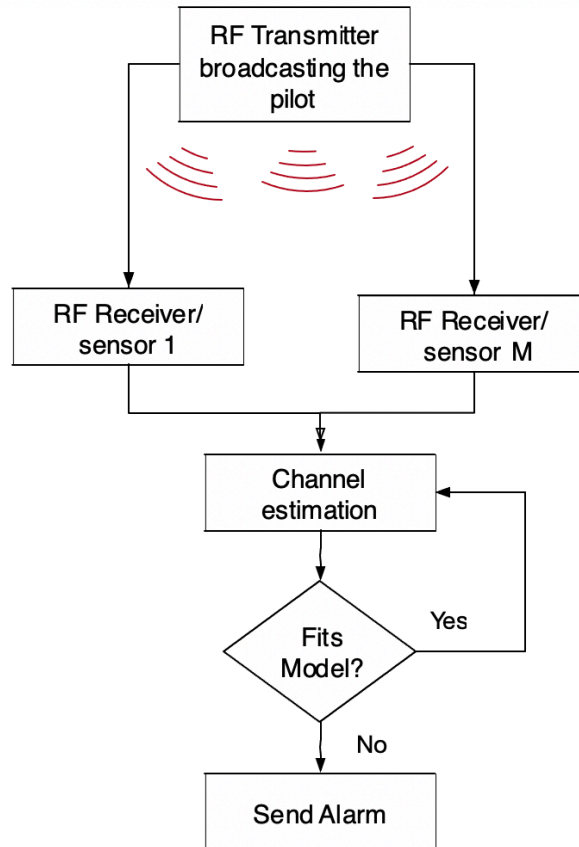 RF Transmitter
broadcasting the
pilot
RF Receiver/
sensor 1
RF Receiver/
sensor M
Channel
estimation
Yes
Fits
Model?
No
Send Alarm